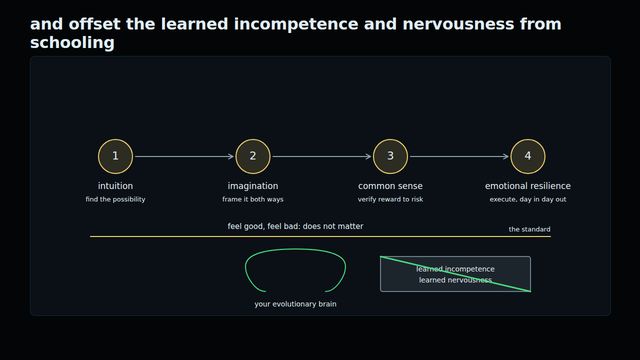 and offset the learned incompetence and nervousness from
schooling
1
2
3
4
intuition
imagination
common sense
emotional resilience
find the possibility
frame it both ways
verify reward to risk
execute, day in day out
feel good, feel bad: does not matter
the standard
learned incompetence
learned nervousness
your evolutionary brain